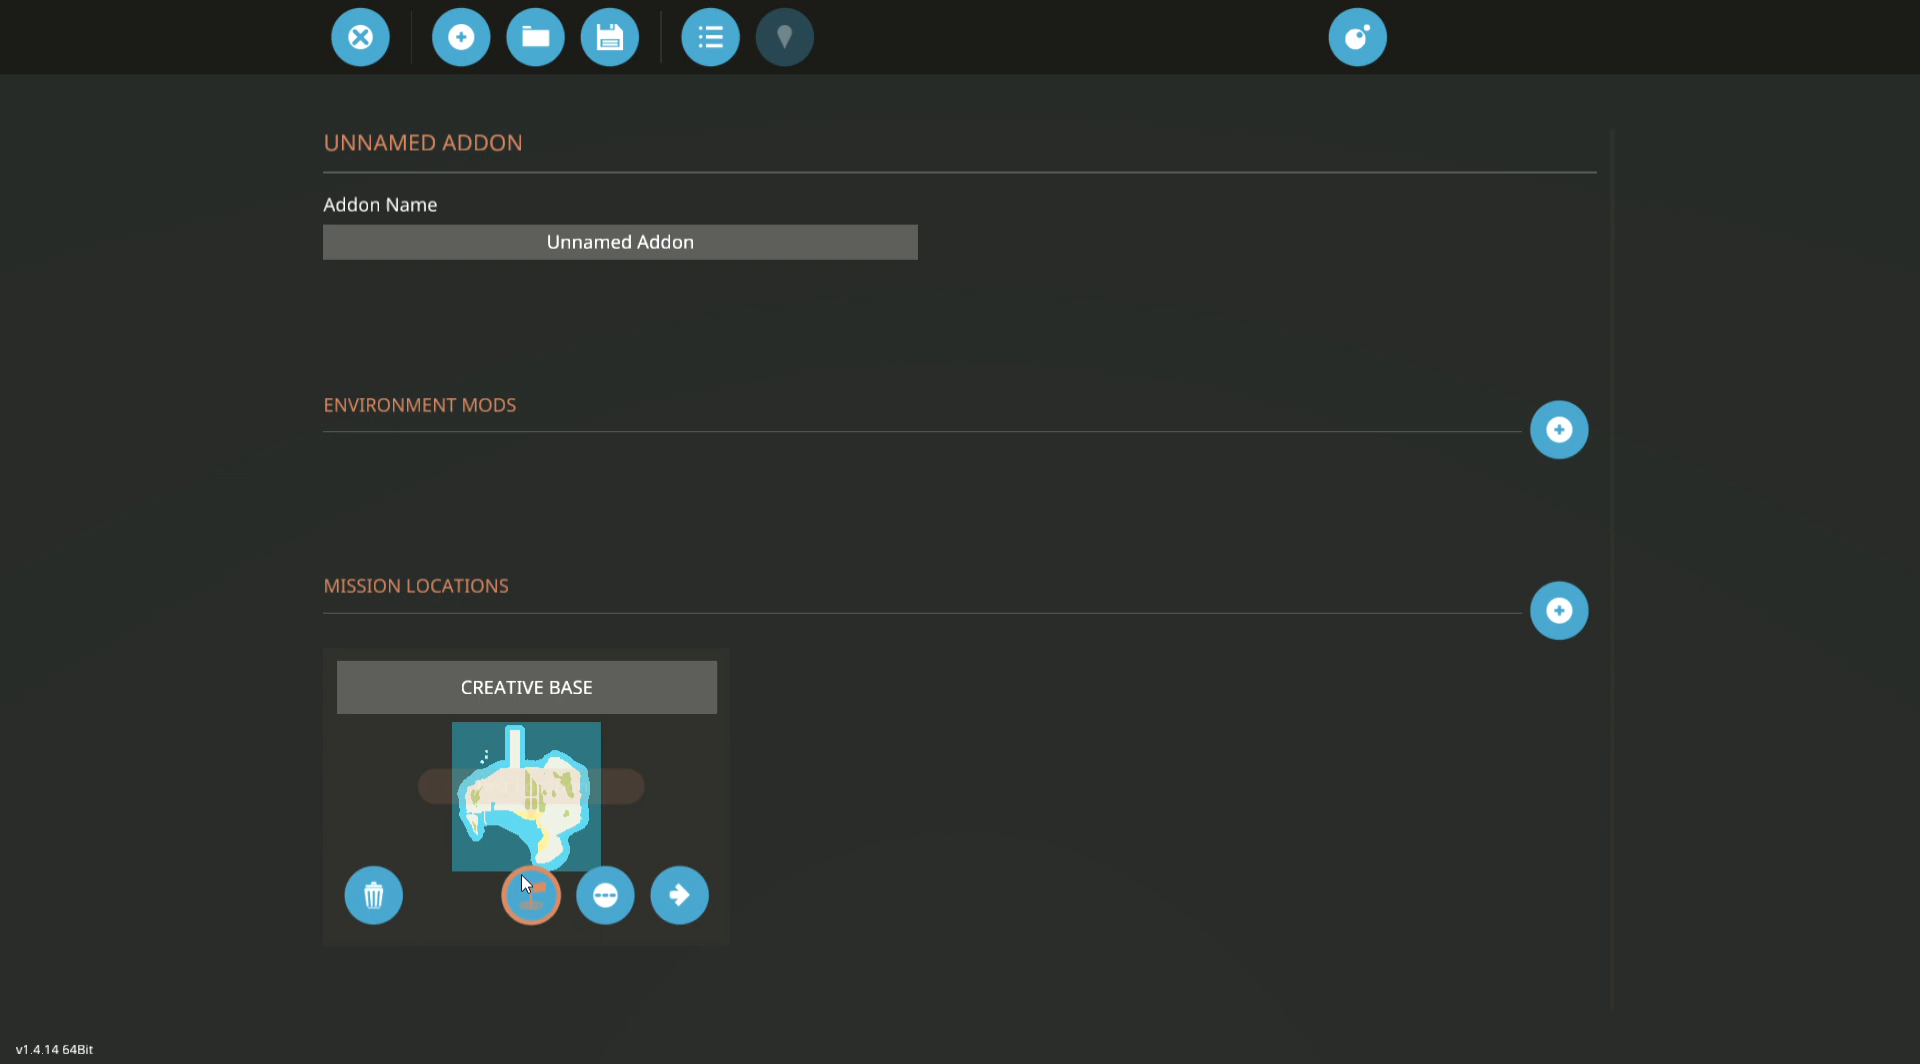 UNNAMED ADDON
Addon Name
Unnamed Addon
ENVIRONMENT MODS
MISSION LOCATIONS
CREATIVE BASE
v1.4.14 64Bit